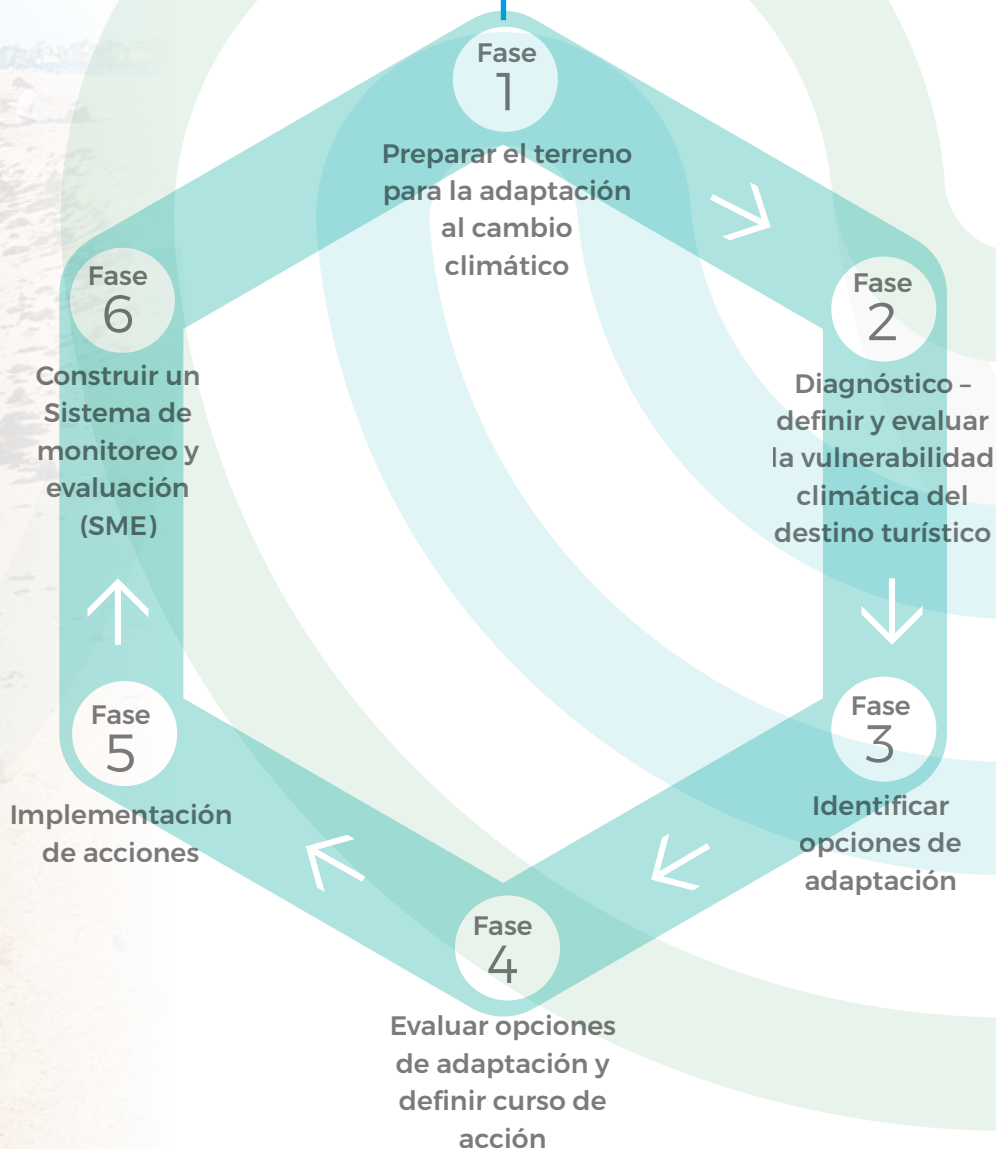 Fase
1
Preparar el terreno
para la adaptación
al cambio
climático
Fase
2
Diagnóstico –
definir y evaluar
la vulnerabilidad
climática del
destino turístico
Fase
3
Identificar
opciones de
adaptación
Fase
4
Evaluar opciones
de adaptación y
definir curso de
acción
Fase
5
Implementación
de acciones
Fase
6
Construir un
Sistema de
monitoreo y
evaluación
(SME)